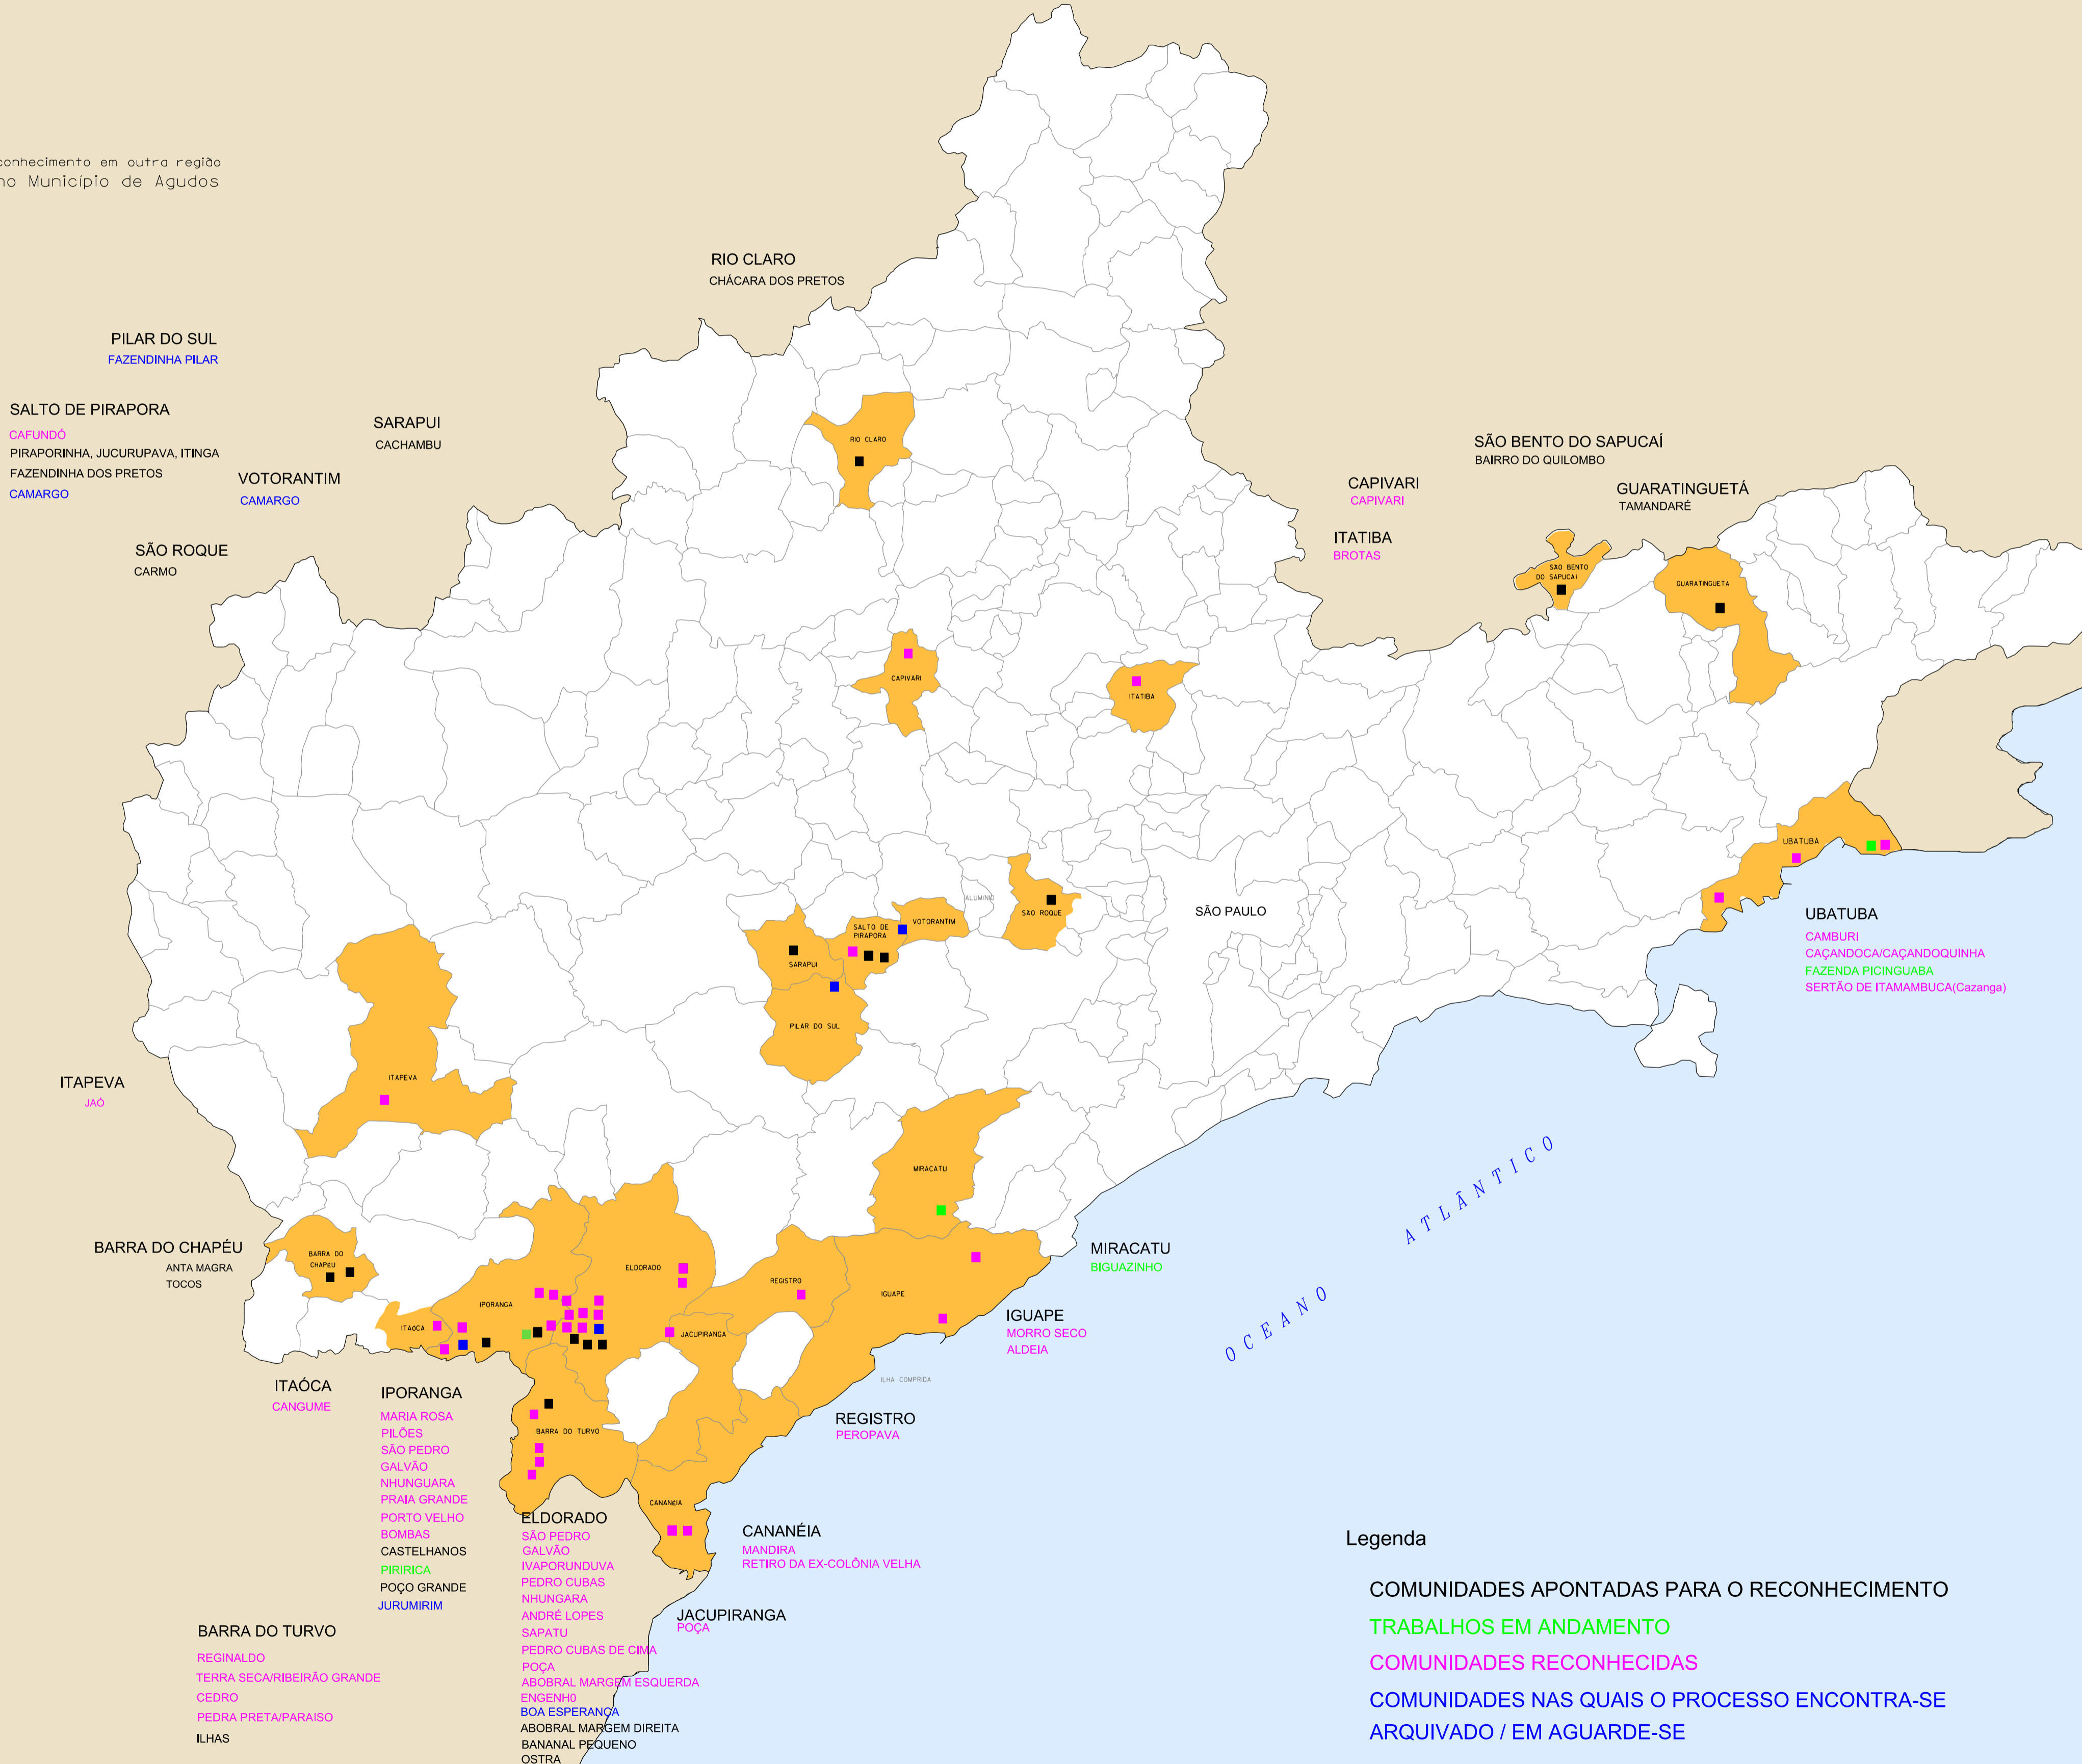 conhecimento em outra região
no Município de Agudos
RIO CLARO
CHÁCARA DOS PRETOS
PILAR DO SUL
FAZENDINHA PILAR
SALTO DE PIRAPORA
CAFUNDÓ
PIRAPORINHA, JUCURUPAVA, ITINGA
FAZENDINHA DOS PRETOS
CAMARGO
SARAPUI
CACHAMBU
VOTORANTIM
CAMARGO
SÃO ROQUE
CARMO
SÃO BENTO DO SAPUCAÍ
BAIRRO DO QUILOMBO
CAPIVARI
CAPIVARI
GUARATINGUETÁ
TAMANDARÉ
ITATIBA
BROTAS
RIO CLARO
SAO BENTO
DO SAPUCAI
GUARATINGUETA
CAPIVARI
ITATIBA
UBATUBA
ALUMINIO
SAO ROQUE
VOTORANTIM
SALTO DE
PIRAPORA
SARAPUI
PILAR DO SUL
SÃO PAULO
UBATUBA
CAMBURI
CAÇANDOCA/CAÇANDOQUINHA
FAZENDA PICINGUABA
SERTÃO DE ITAMAMBUCA(Cazanga)
ITAPEVA
JAÓ
ITAPEVA
MIRACATU
BARRA DO CHAPÉU
ANTA MAGRA
TOCOS
BARRA DO
CHAPEU
ELDORADO
REGISTRO
IGUAPE
IPORANGA
ITAOCA
JACUPIRANGA
ILHA COMPRIDA
BARRA DO TURVO
CANANEIA
OCEANO ATLÂNTICO
MIRACATU
BIGUAZINHO
IGUAPE
MORRO SECO
ALDEIA
REGISTRO
PEROPAVA
ITAÓCA
CANGUME
IPORANGA
MARIA ROSA
PILÕES
SÃO PEDRO
GALVÃO
NHUNGUARA
PRAIA GRANDE
PORTO VELHO
BOMBAS
CASTELHANOS
PIRIRICA
POÇO GRANDE
JURUMIRIM
ELDORADO
SÃO PEDRO
GALVÃO
IVAPORUNDUVA
PEDRO CUBAS
NHUNGARA
ANDRÉ LOPES
SAPATU
PEDRO CUBAS DE CIMA
POÇA
ABOBRAL MARGEM ESQUERDA
ENGENH0
BOA ESPERANÇA
ABOBRAL MARGEM DIREITA
BANANAL PEQUENO
OSTRA
CANANÉIA
MANDIRA
RETIRO DA EX-COLÔNIA VELHA
JACUPIRANGA
POÇA
BARRA DO TURVO
REGINALDO
TERRA SECA/RIBEIRÃO GRANDE
CEDRO
PEDRA PRETA/PARAISO
ILHAS
Legenda
COMUNIDADES APONTADAS PARA O RECONHECIMENTO
TRABALHOS EM ANDAMENTO
COMUNIDADES RECONHECIDAS
COMUNIDADES NAS QUAIS O PROCESSO ENCONTRA-SE
ARQUIVADO / EM AGUARDE-SE